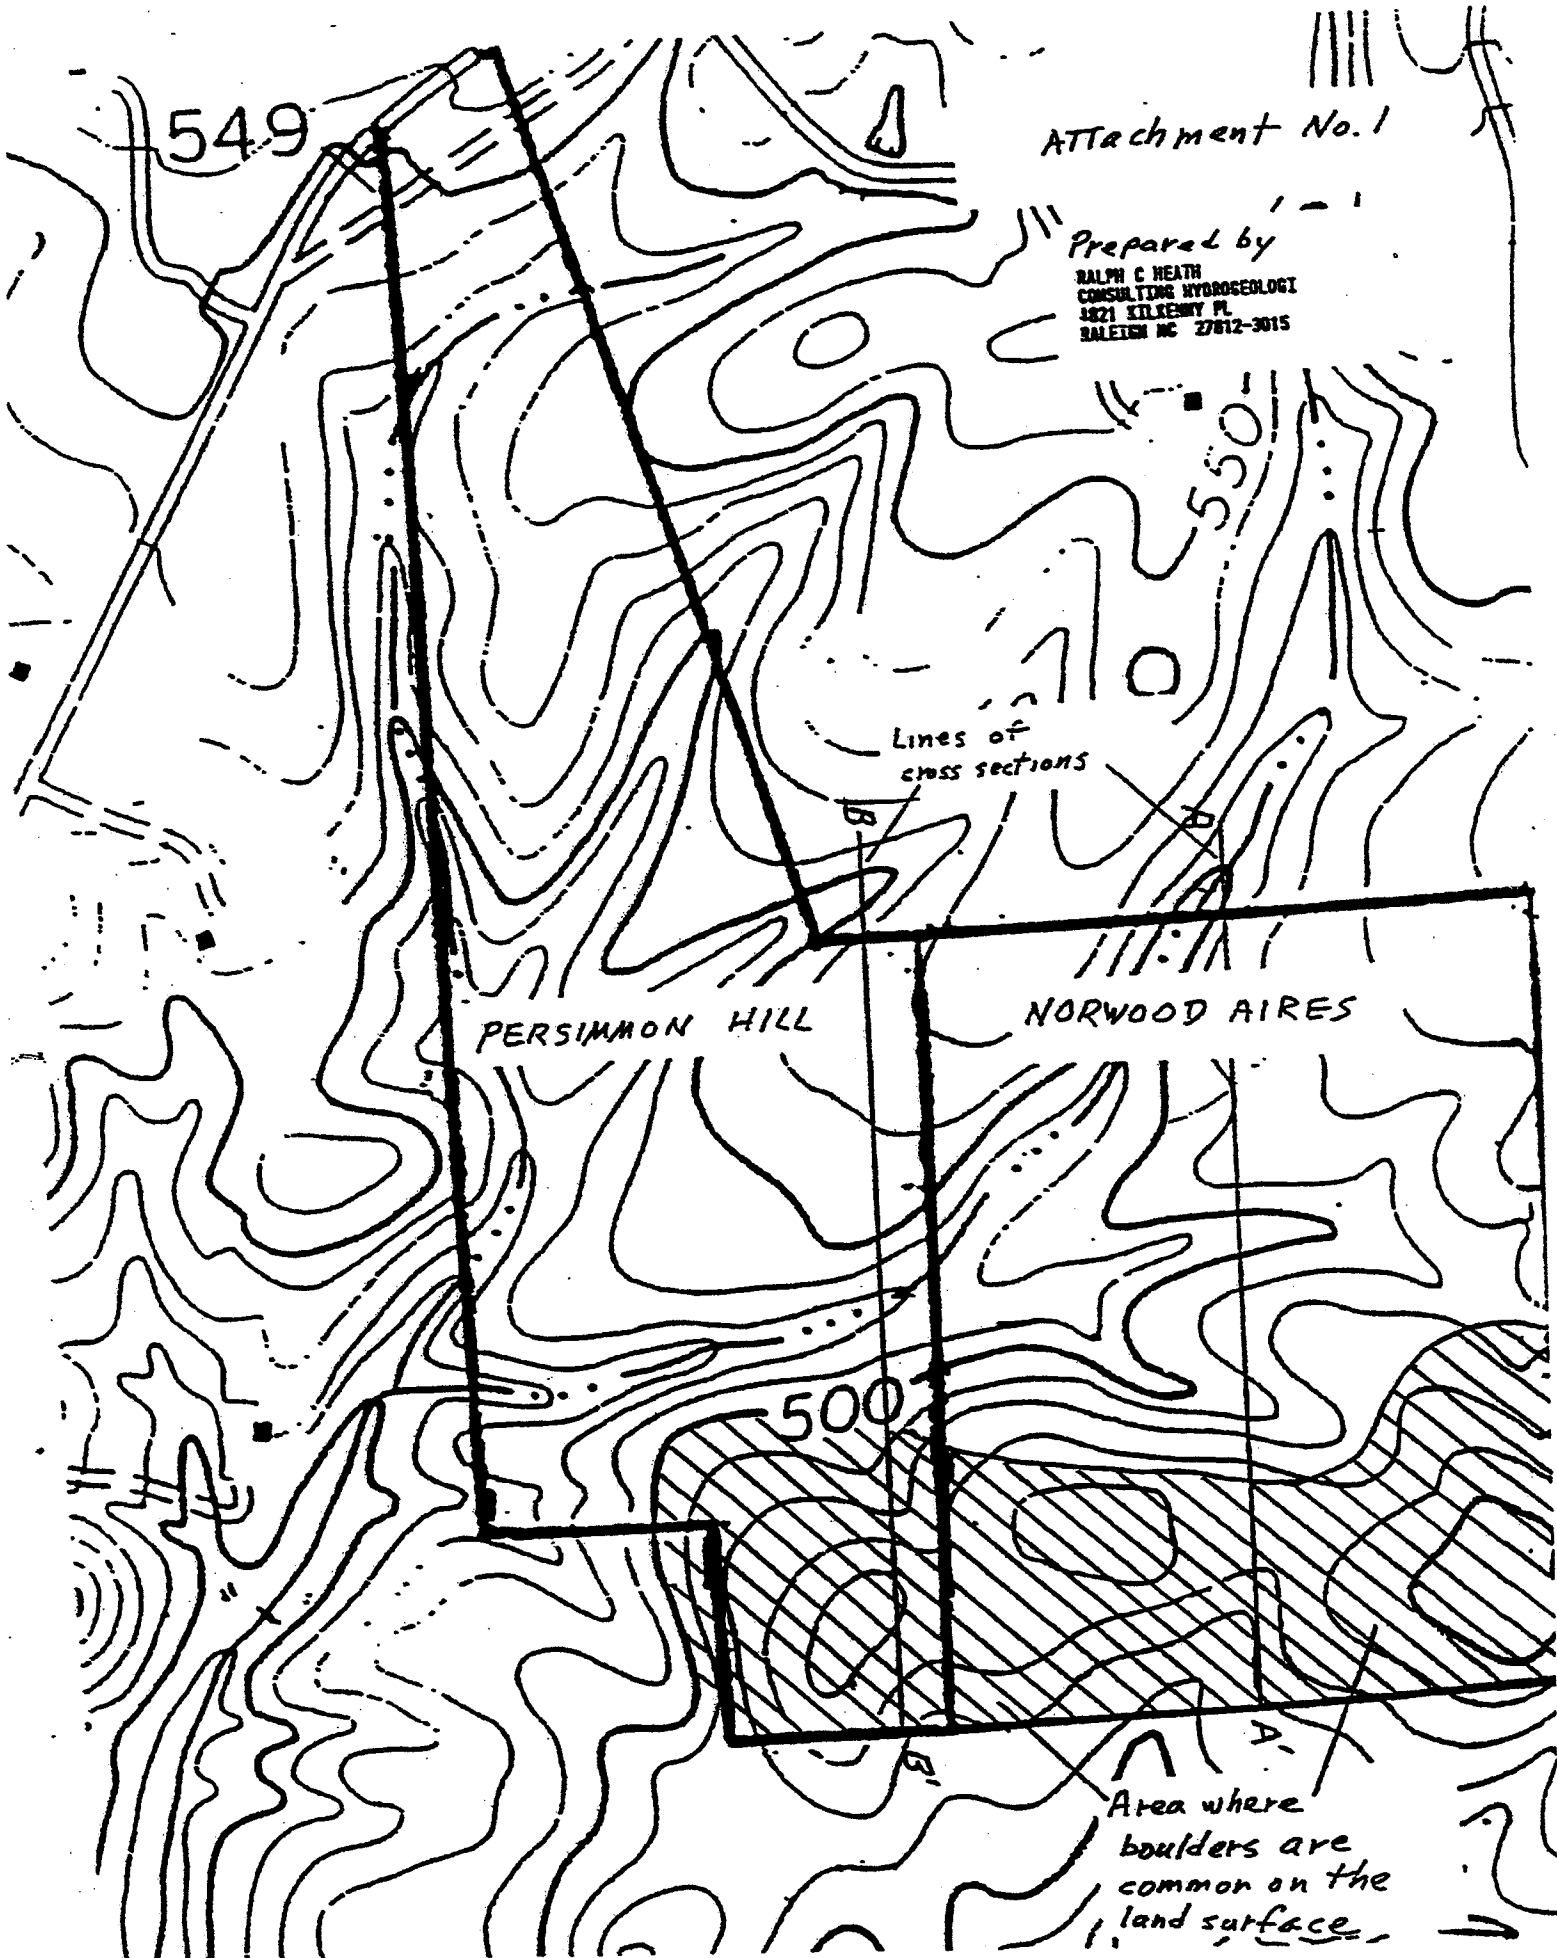 549
ATTachment No. 1
Prepared by
RALPH C HEATH
CONSULTING HYDROGEOLOGI
4821 KILKENNY PL
RALEIGH NC 27612-3015
550
Lines of
cross sections
B
A
PERSIMMON HILL
NORWOOD AIRES
500
A'
B'
Area where
boulders are
common on the
land surface